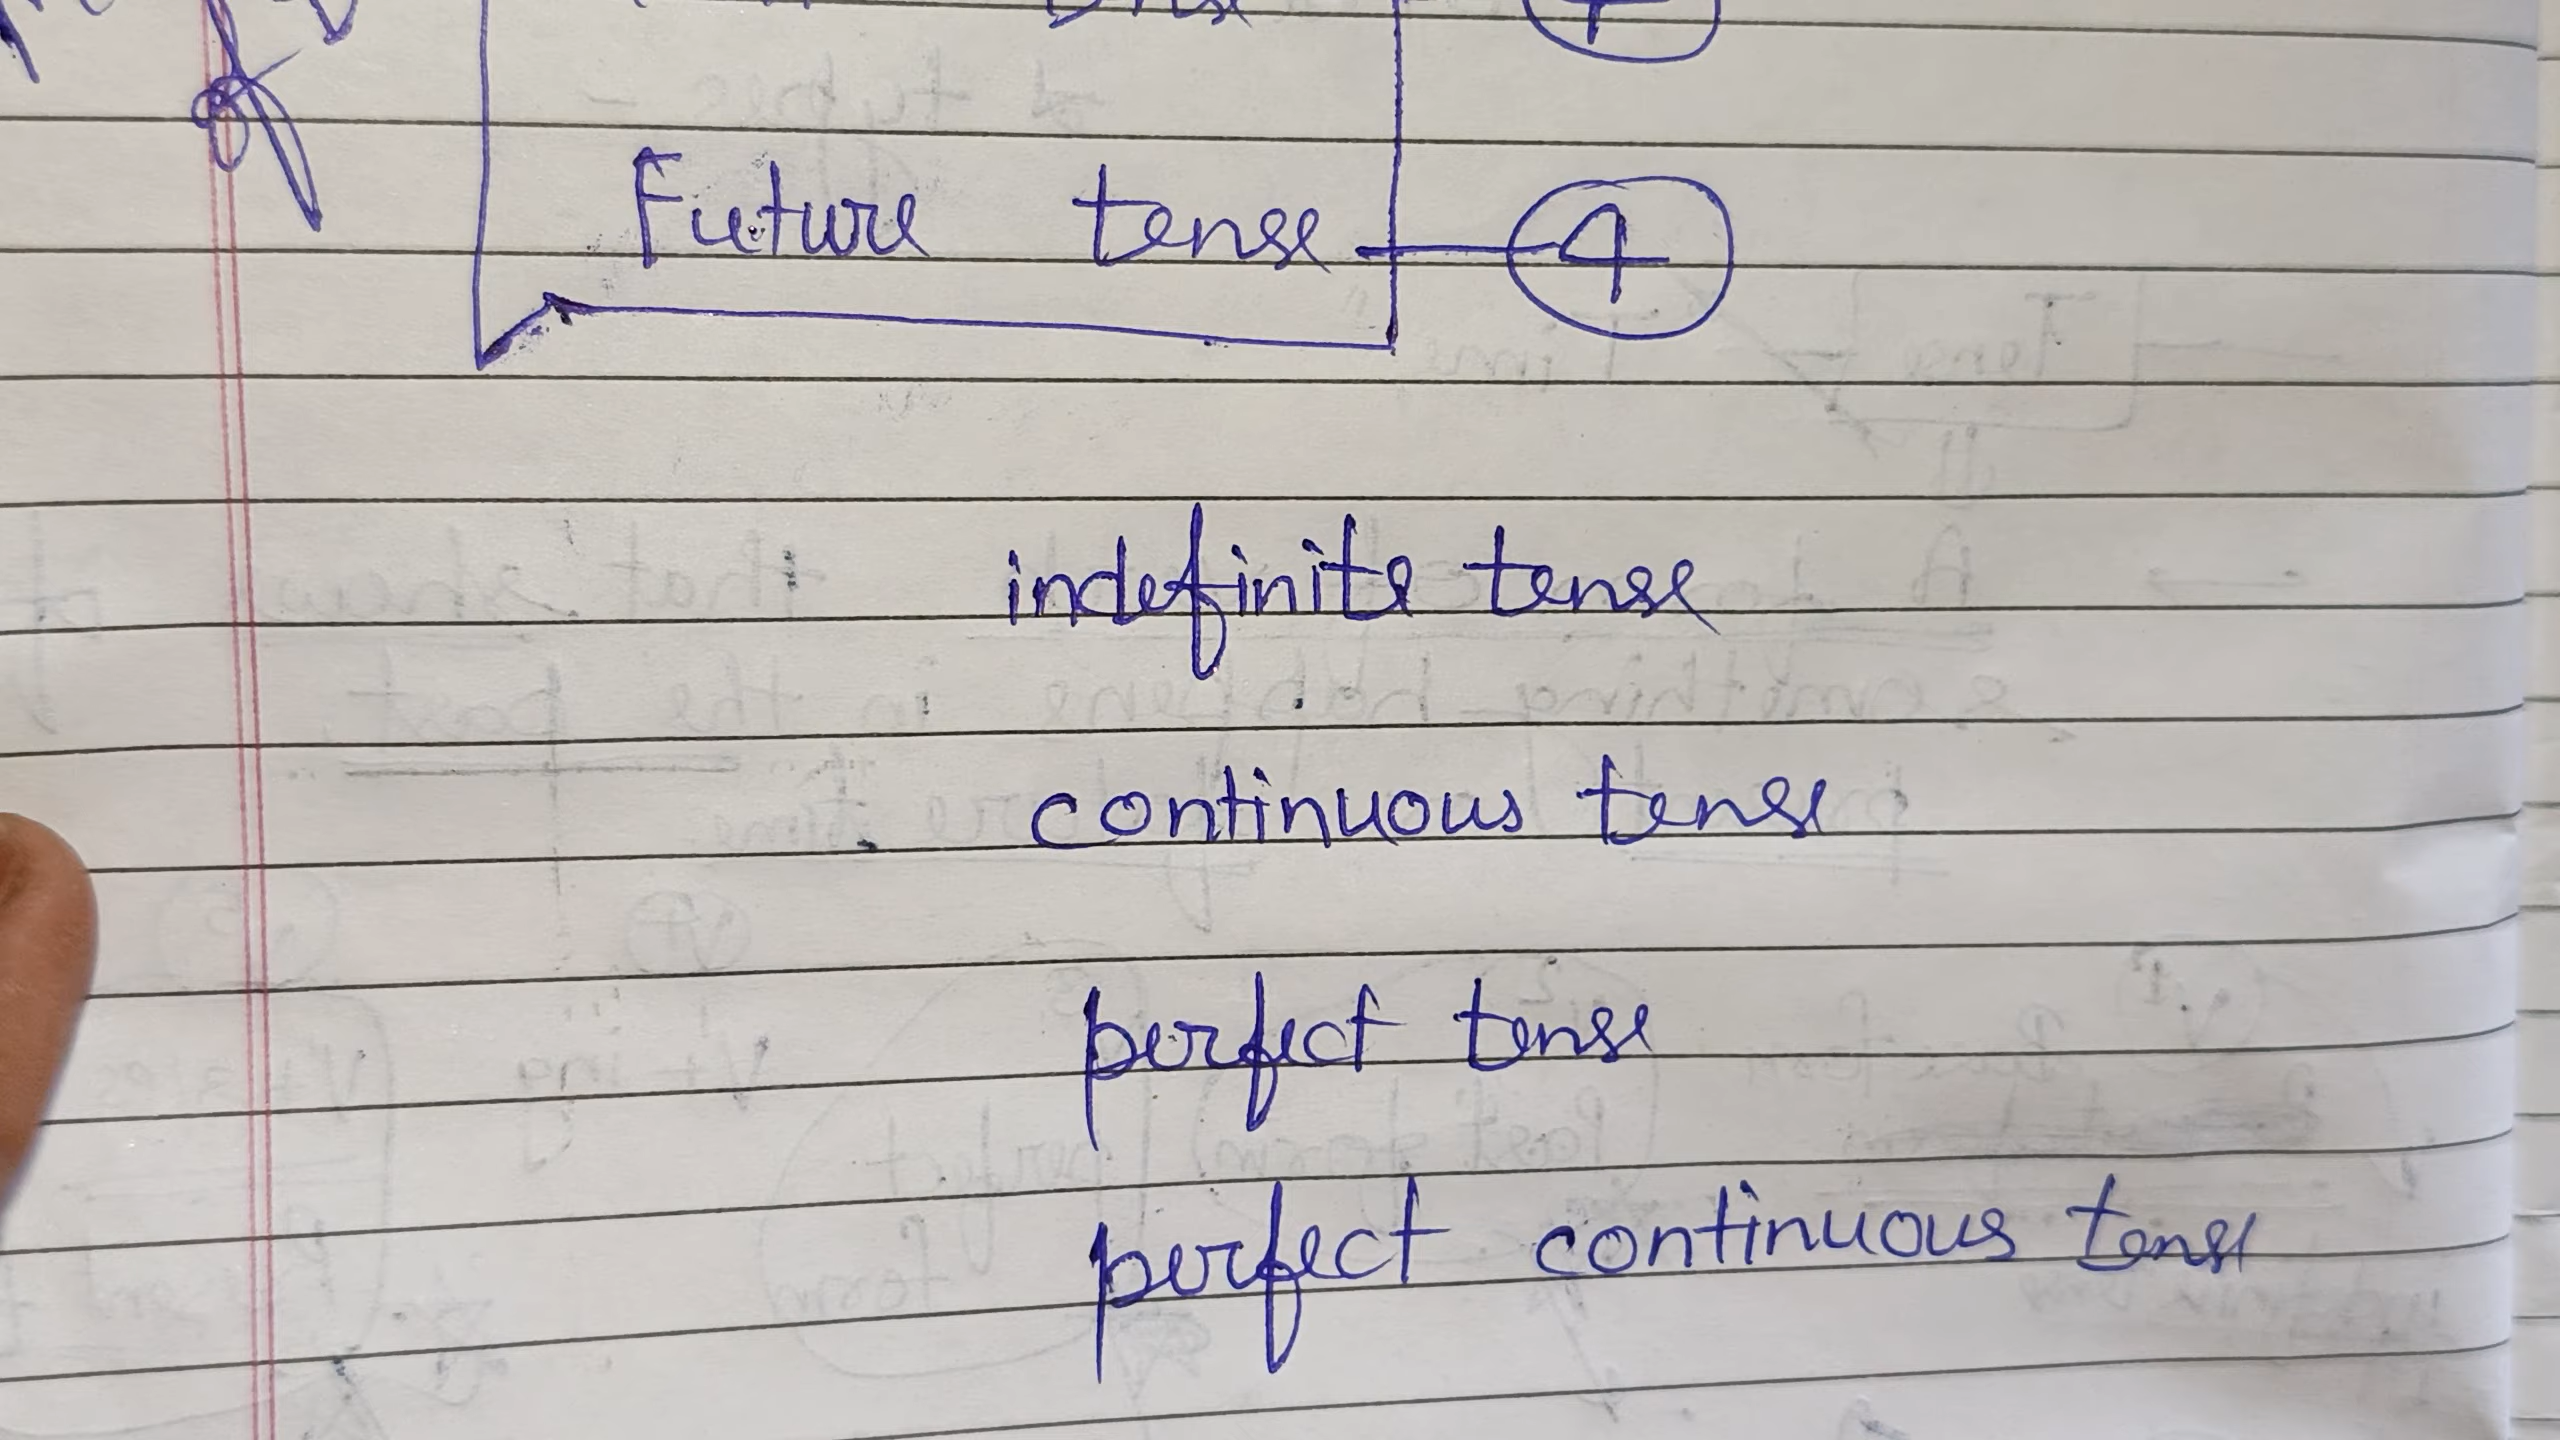 Future tense 4
indefinite tense
continuous tense
perfect tense
perfect continuous tense